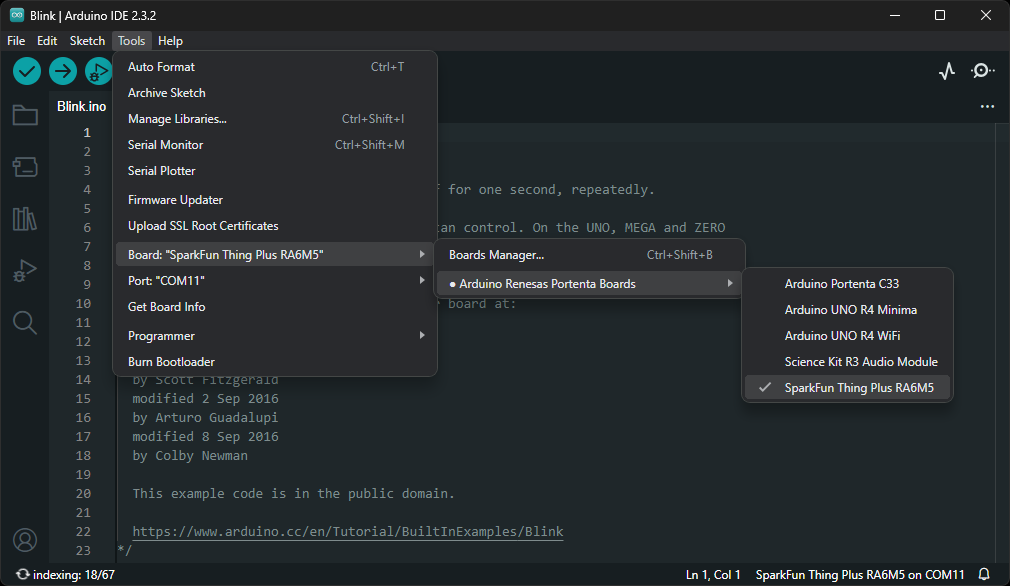 Blink | Arduino IDE 2.3.2
File Edit Sketch Tools Help
Blink.ino
Auto Format Ctrl+T
Archive Sketch
Manage Libraries... Ctrl+Shift+I
Serial Monitor Ctrl+Shift+M
Serial Plotter
Firmware Updater
Upload SSL Root Certificates
Board: "SparkFun Thing Plus RA6M5"
Port: "COM11"
Get Board Info
Programmer
Burn Bootloader
Boards Manager... Ctrl+Shift+B
Arduino Renesas Portenta Boards
Arduino Portenta C33
Arduino UNO R4 Minima
Arduino UNO R4 WiFi
Science Kit R3 Audio Module
SparkFun Thing Plus RA6M5
1
2
3
4 for one second, repeatedly.
5
6 an control. On the UNO, MEGA and ZERO
7
8
9
10 board at:
11
12
13
14 by Scott Fitzgerald
15 modified 2 Sep 2016
16 by Arturo Guadalupi
17 modified 8 Sep 2016
18 by Colby Newman
19
20 This example code is in the public domain.
21
22 https://www.arduino.cc/en/Tutorial/BuiltInExamples/Blink
23 */
indexing: 18/67 Ln 1, Col 1 SparkFun Thing Plus RA6M5 on COM11